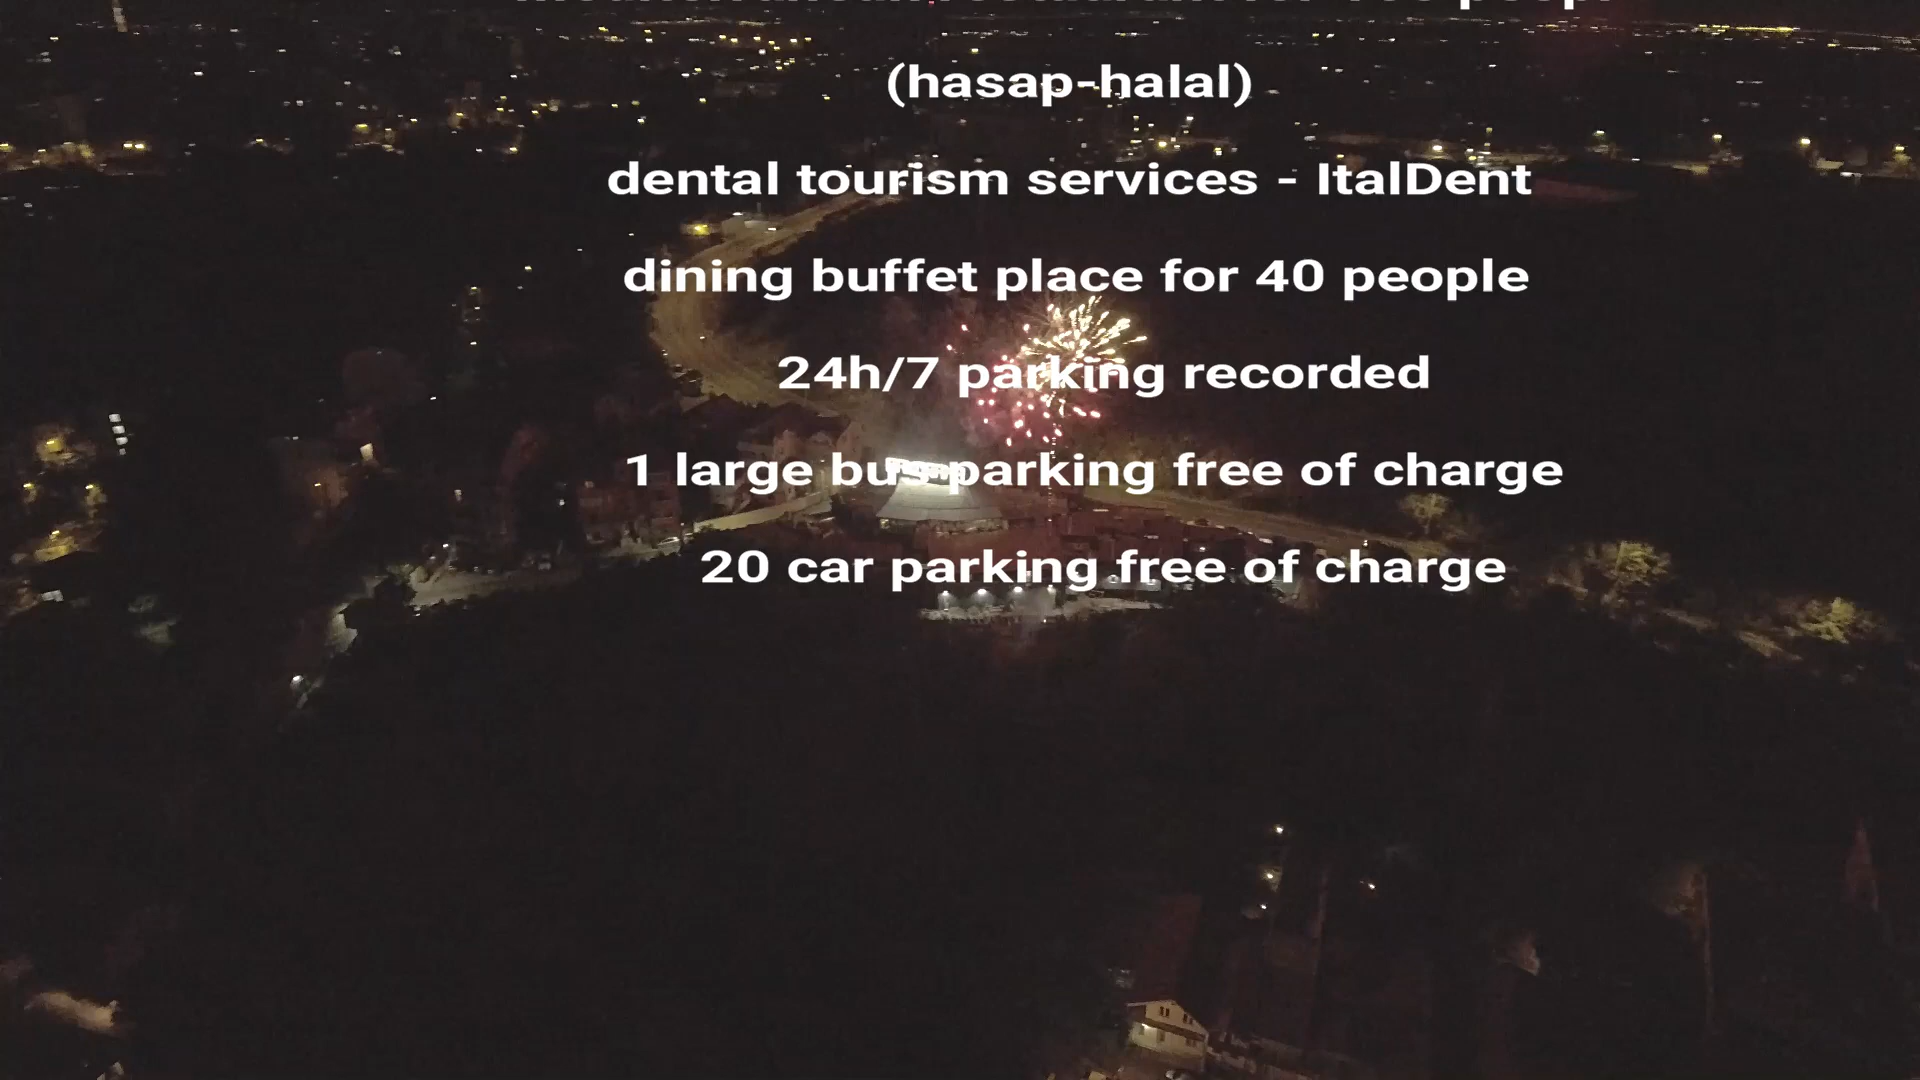 (hasap-halal)
dental tourism services - ItalDent
dining buffet place for 40 people
24h/7 parking recorded
1 large bus parking free of charge
20 car parking free of charge